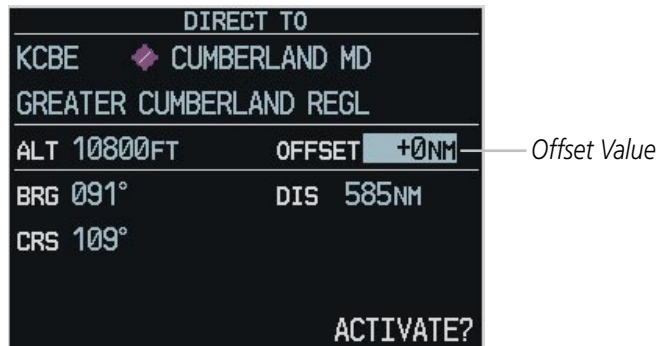 DIRECT TO
KCBE CUMBERLAND MD
GREATER CUMBERLAND REGL
ALT 10800FT OFFSET +0NM
Offset Value
BRG 091° DIS 585NM
CRS 109°
ACTIVATE?